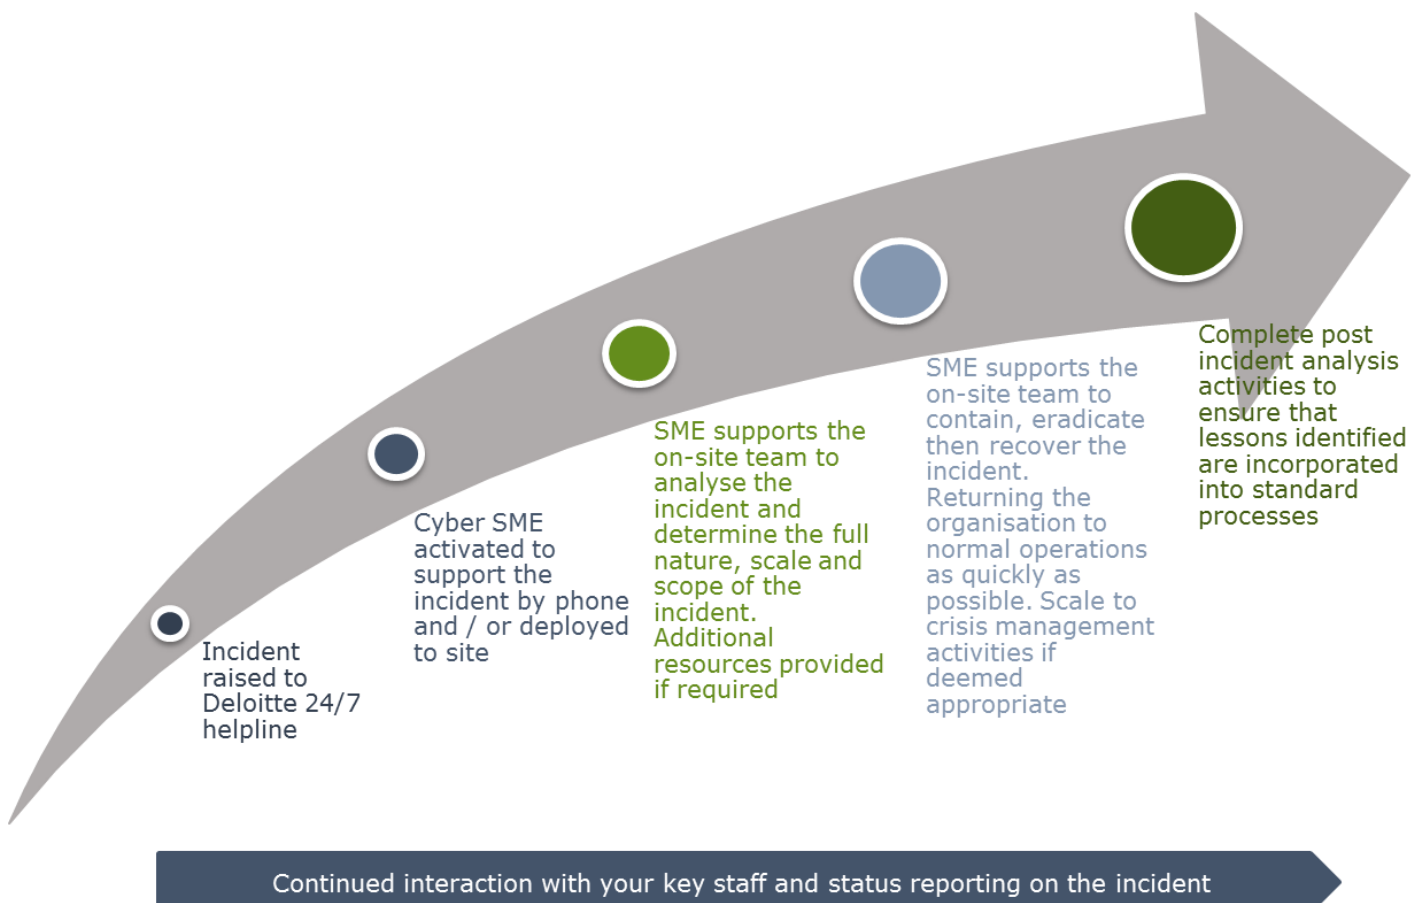 Incident
raised to
Deloitte 24/7
helpline
Cyber SME
activated to
support the
incident by phone
and / or deployed
to site
SME supports the
on-site team to
analyse the
incident and
determine the full
nature, scale and
scope of the
incident.
Additional
resources provided
if required
SME supports the
on-site team to
contain, eradicate
then recover the
incident.
Returning the
organisation to
normal operations
as quickly as
possible. Scale to
crisis management
activities if
deemed
appropriate
Complete post
incident analysis
activities to
ensure that
lessons identified
are incorporated
into standard
processes
Continued interaction with your key staff and status reporting on the incident